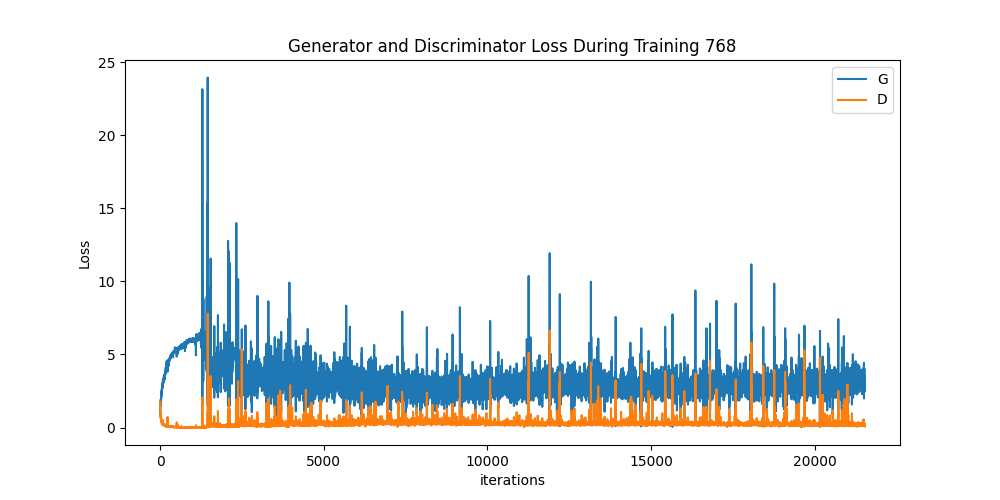 Generator and Discriminator Loss During Training 768
25
G
D
20
15
Loss
10
5
0
0 5000 10000 15000 20000
iterations